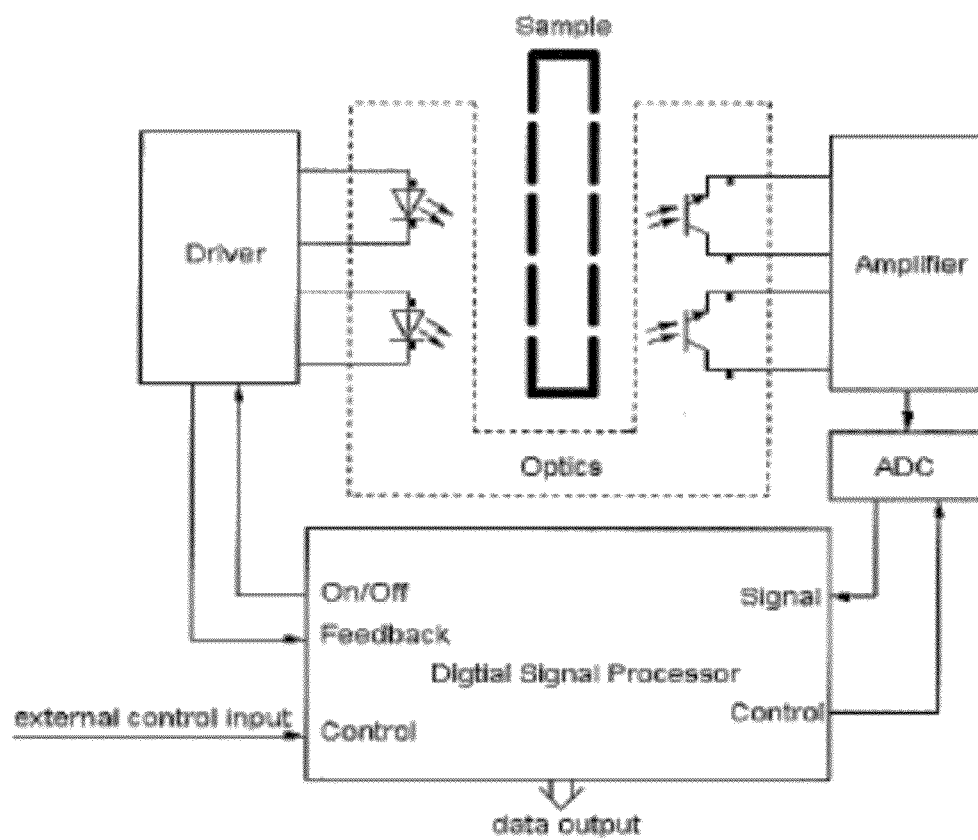 Sample
Driver
Amplifier
Optics
ADC
On/Off
Signal
Feedback
Digtial Signal Processor
Control
external control input
Control
data output